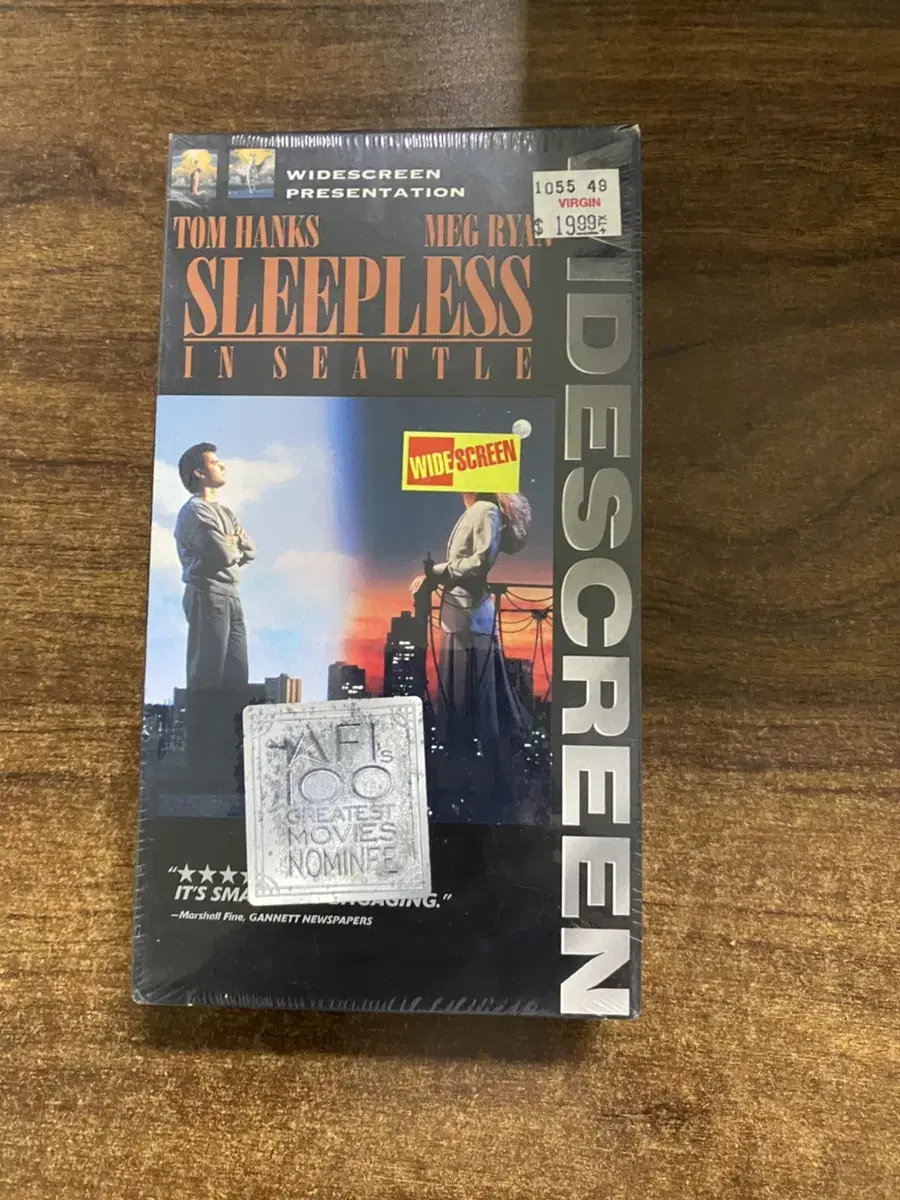 WIDESCREEN
PRESENTATION
1055 49
VIRGIN
$ 19.99
TOM HANKS MEG RYAN
SLEEPLESS
IN SEATTLE
WIDESCREEN
WIDESCREEN
AFI's
100
GREATEST
MOVIES
NOMINEE
"★★★★
IT'S ENGAGING."
—Marshall Fine, GANNETT NEWSPAPERS